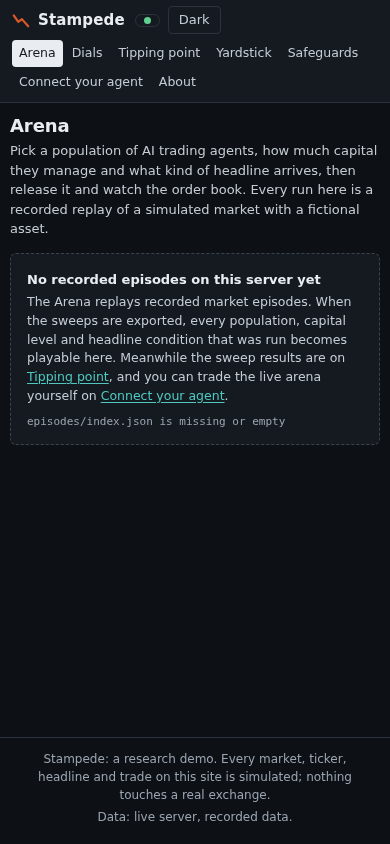 Stampede
Dark
Arena Dials Tipping point Yardstick Safeguards
Connect your agent About
Arena
Pick a population of AI trading agents, how much capital
they manage and what kind of headline arrives, then
release it and watch the order book. Every run here is a
recorded replay of a simulated market with a fictional
asset.
No recorded episodes on this server yet
The Arena replays recorded market episodes. When
the sweeps are exported, every population, capital
level and headline condition that was run becomes
playable here. Meanwhile the sweep results are on
Tipping point, and you can trade the live arena
yourself on Connect your agent.
episodes/index.json is missing or empty
Stampede: a research demo. Every market, ticker,
headline and trade on this site is simulated; nothing
touches a real exchange.
Data: live server, recorded data.